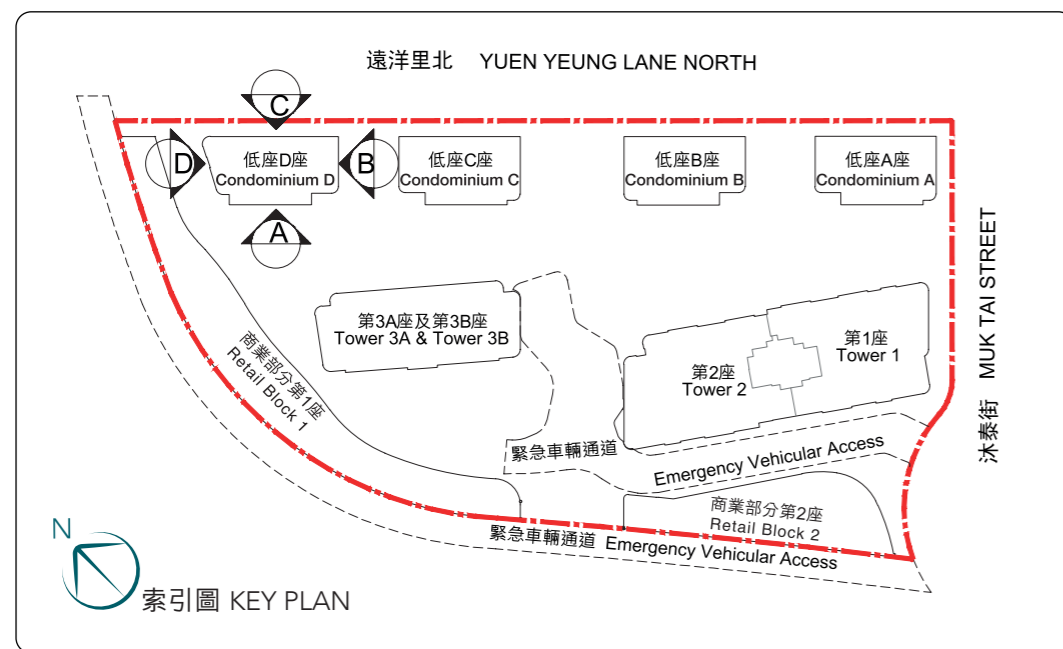 遠洋里北 YUEN YEUNG LANE NORTH
C
D
低座D座
Condominium D
B
A
低座C座
Condominium C
低座B座
Condominium B
低座A座
Condominium A
沐泰街 MUK TAI STREET
第3A座及第3B座
Tower 3A & Tower 3B
第1座
Tower 1
第2座
Tower 2
商業部分第1座
Retail Block 1
緊急車輛通道
Emergency Vehicular Access
商業部分第2座
Retail Block 2
緊急車輛通道 Emergency Vehicular Access
N
索引圖 KEY PLAN